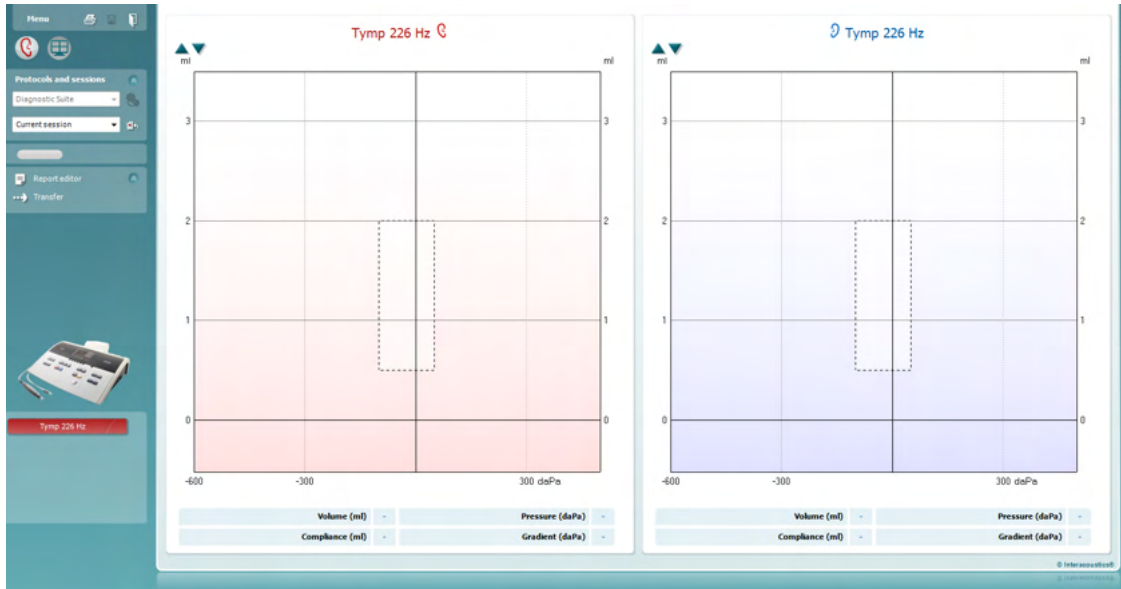 Menu
Protocols and sessions
Diagnostic Suite
Current session
Report editor
Transfer
Tymp 226 Hz
Tymp 226 Hz
ml
ml
3
3
2
2
1
1
0
0
-600
-300
300 daPa
Volume (ml) -
Pressure (daPa) -
Compliance (ml) -
Gradient (daPa) -
Tymp 226 Hz
ml
ml
3
3
2
2
1
1
0
0
-600
-300
300 daPa
Volume (ml) -
Pressure (daPa) -
Compliance (ml) -
Gradient (daPa) -
© Interacoustics®